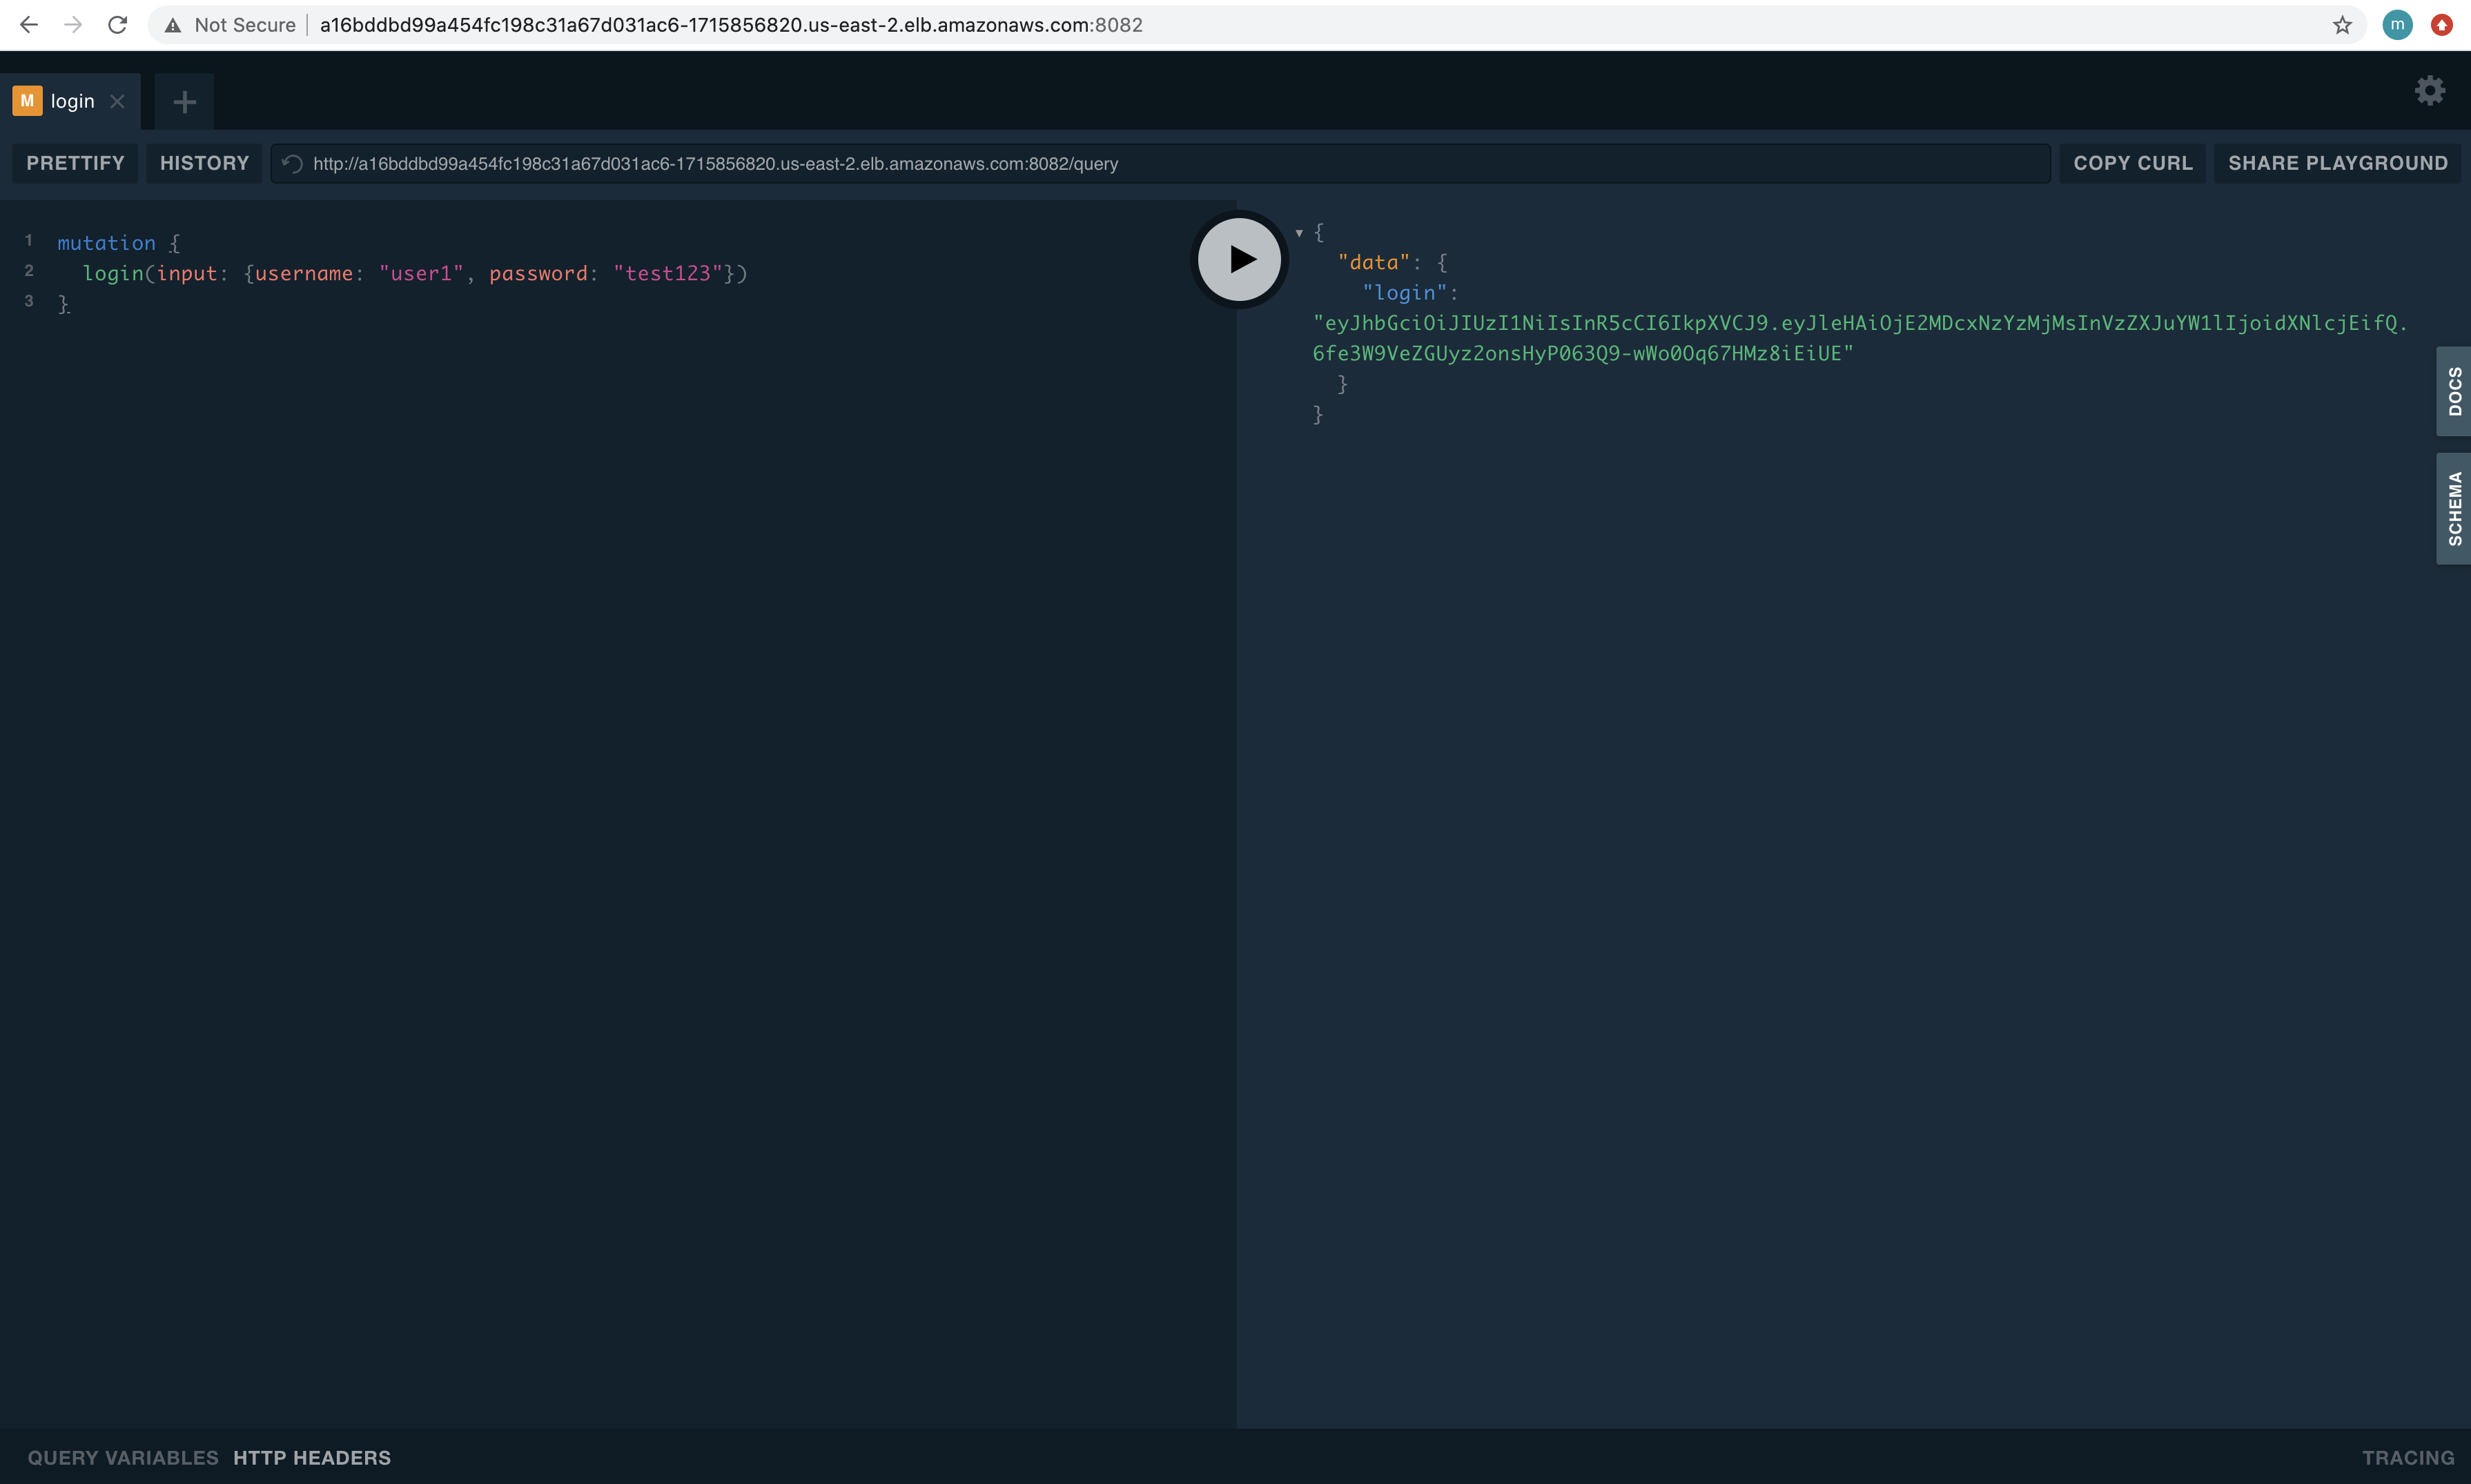 Not Secure a16bddbd99a454fc198c31a67d031ac6-1715856820.us-east-2.elb.amazonaws.com:8082 m
M login
PRETTIFY HISTORY http://a16bddbd99a454fc198c31a67d031ac6-1715856820.us-east-2.elb.amazonaws.com:8082/query COPY CURL SHARE PLAYGROUND
1 mutation {
2 login(input: {username: "user1", password: "test123"})
3 }
{
"data": {
"login":
"eyJhbGciOiJIUzI1NiIsInR5cCI6IkpXVCJ9.eyJleHAiOjE2MDcxNzYzMjMsInVzZXJuYW1lIjoidXNlcjEifQ.
6fe3W9VeZGUyz2onsHyP063Q9-wWo0Oq67HMz8iEiUE"
}
}
DOCS
SCHEMA
QUERY VARIABLES HTTP HEADERS TRACING